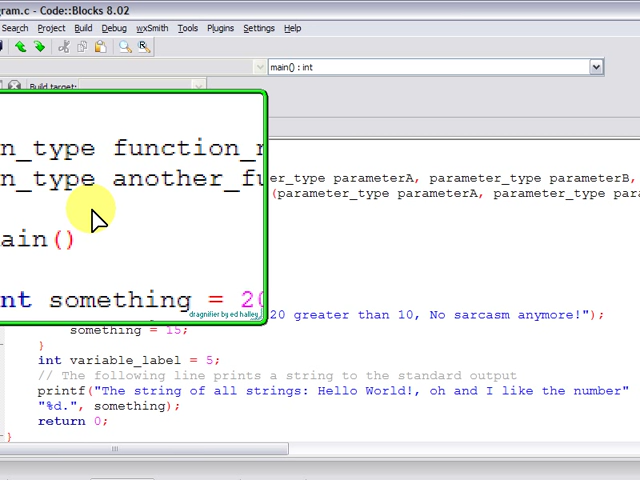 gram.c - Code::Blocks 8.02
Search Project Build Debug wxSmith Tools Plugins Settings Help
main() : int
Build target:
n_type function_
n_type another_fu
er_type parameterA, parameter_type parameterB,
(parameter_type parameterA, parameter_type para
ain()
nt something = 20
dragnifier by ed halley
20 greater than 10, No sarcasm anymore!");
something = 15;
}
int variable_label = 5;
// The following line prints a string to the standard output
printf("The string of all strings: Hello World!, oh and I like the number"
"%d.", something);
return 0;
}